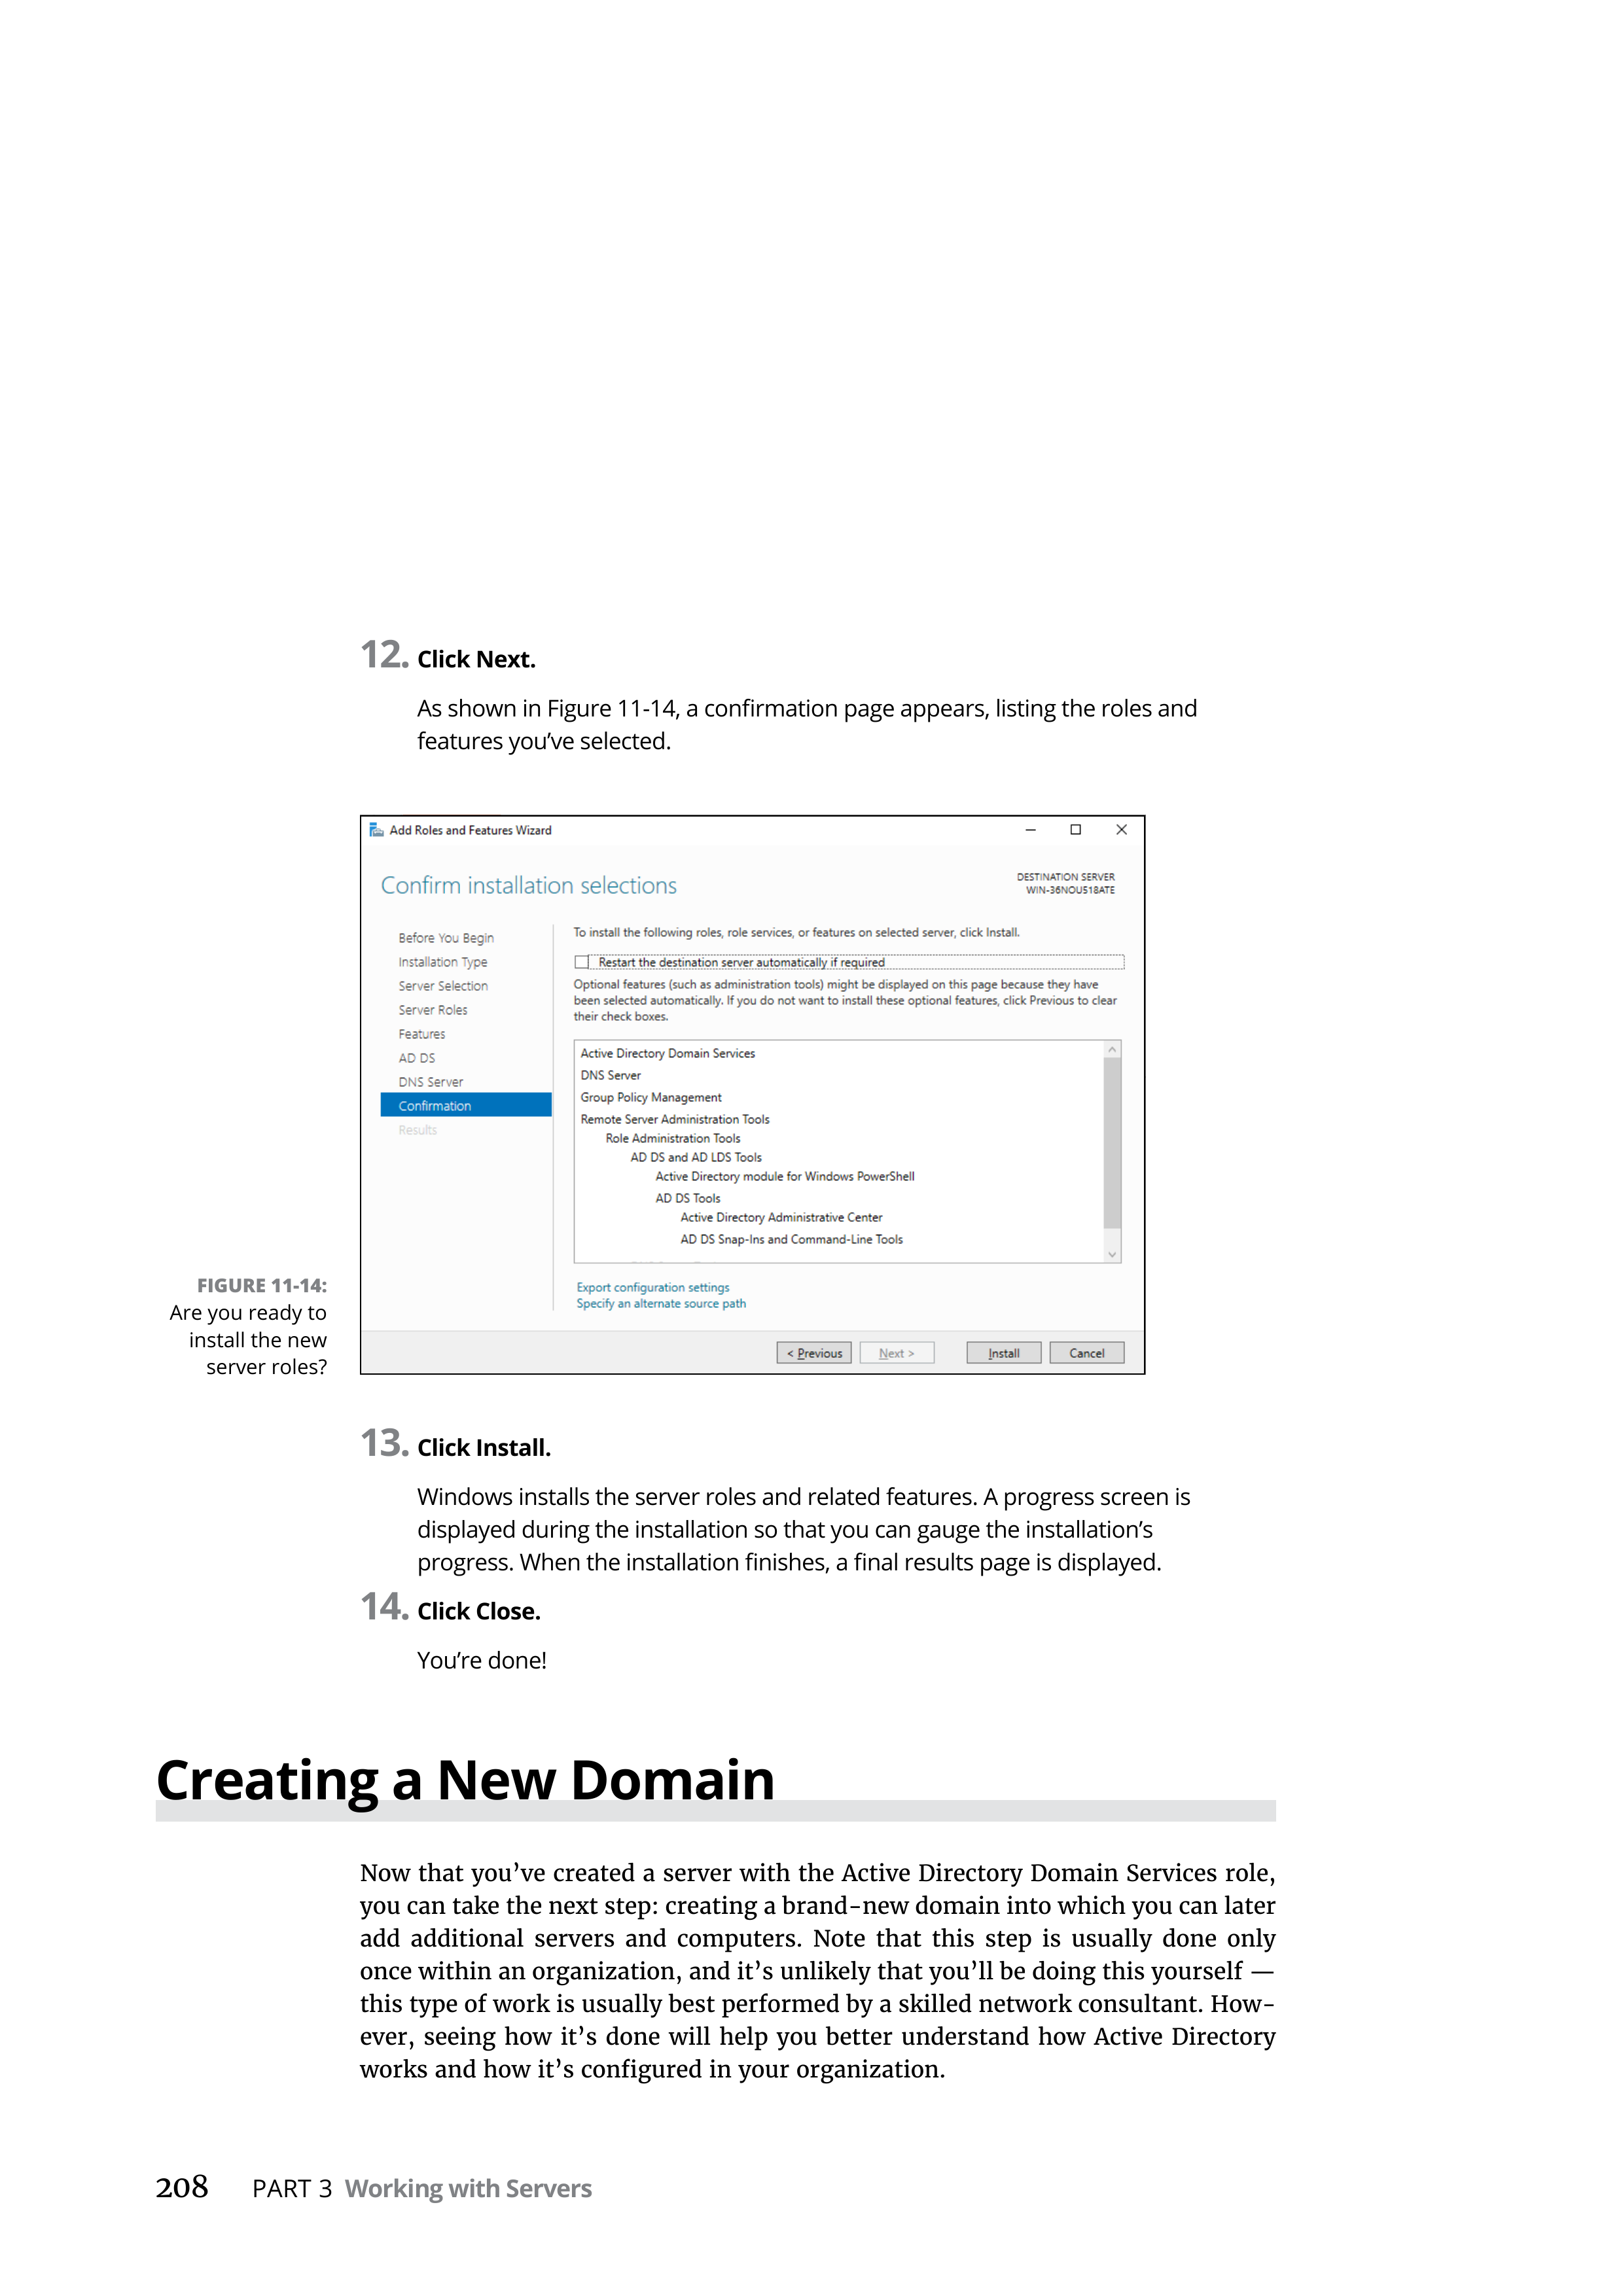 12. Click Next.
As shown in Figure 11-14, a confirmation page appears, listing the roles and
features you’ve selected.
Add Roles and Features Wizard
Confirm installation selections
DESTINATION SERVER
WIN-36NOU518ATE
Before You Begin
Installation Type
Server Selection
Server Roles
Features
AD DS
DNS Server
Confirmation
Results
To install the following roles, role services, or features on selected server, click Install.
Restart the destination server automatically if required
Optional features (such as administration tools) might be displayed on this page because they have
been selected automatically. If you do not want to install these optional features, click Previous to clear
their check boxes.
Active Directory Domain Services
DNS Server
Group Policy Management
Remote Server Administration Tools
Role Administration Tools
AD DS and AD LDS Tools
Active Directory module for Windows PowerShell
AD DS Tools
Active Directory Administrative Center
AD DS Snap-Ins and Command-Line Tools
Export configuration settings
Specify an alternate source path
< Previous
Next >
Install
Cancel
FIGURE 11-14:
Are you ready to
install the new
server roles?
13. Click Install.
Windows installs the server roles and related features. A progress screen is
displayed during the installation so that you can gauge the installation’s
progress. When the installation finishes, a final results page is displayed.
14. Click Close.
You’re done!
Creating a New Domain
Now that you’ve created a server with the Active Directory Domain Services role,
you can take the next step: creating a brand-new domain into which you can later
add additional servers and computers. Note that this step is usually done only
once within an organization, and it’s unlikely that you’ll be doing this yourself —
this type of work is usually best performed by a skilled network consultant. How-
ever, seeing how it’s done will help you better understand how Active Directory
works and how it’s configured in your organization.
208 PART 3 Working with Servers